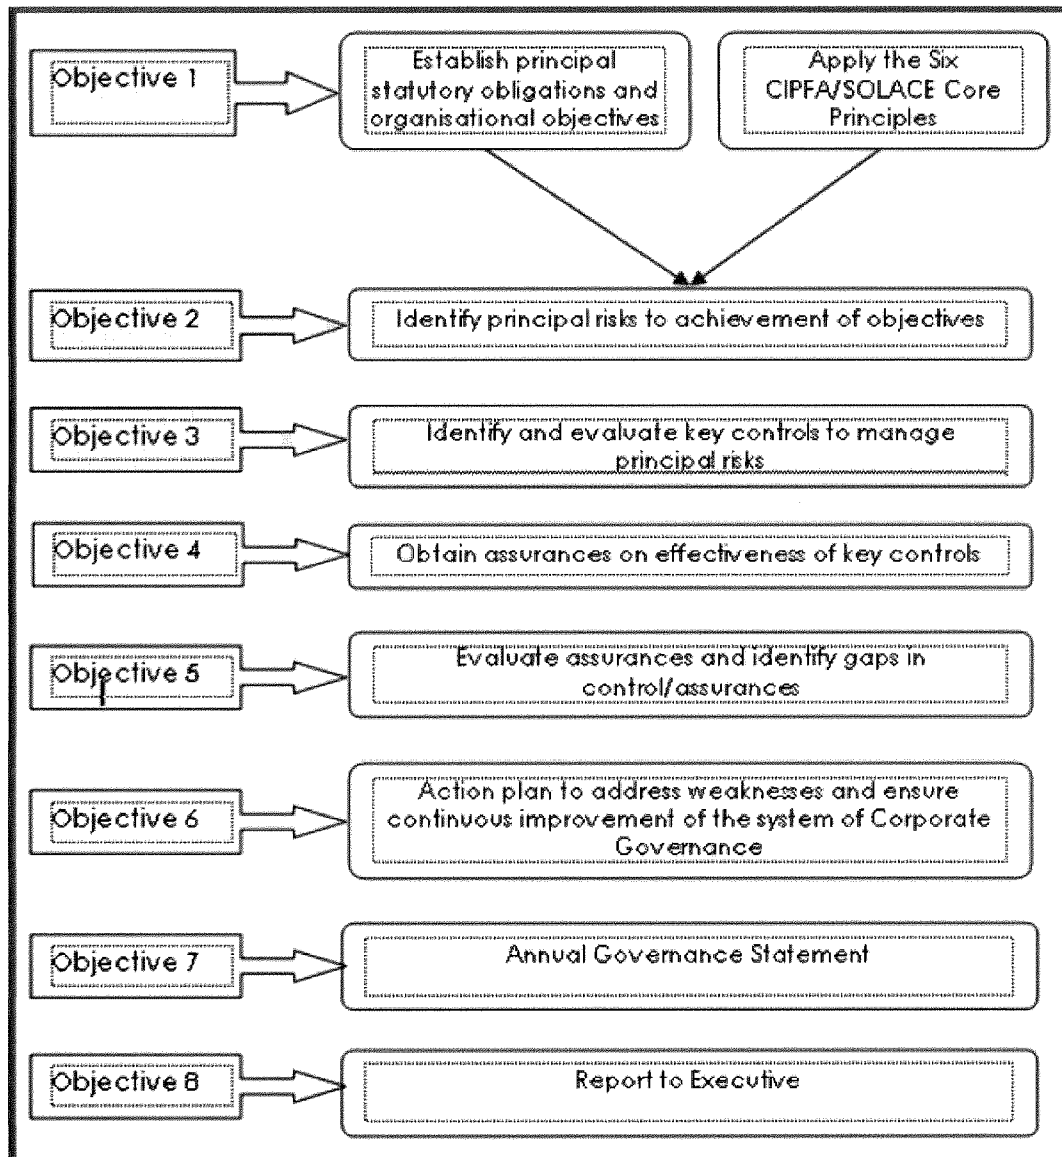 Objective 1
Establish principal
statutory obligations and
organisational objectives
Apply the Six
CIPFA/SOLACE Core
Principles
Objective 2
Identify principal risks to achievement of objectives
Objective 3
Identify and evaluate key controls to manage
principal risks
Objective 4
Obtain assurances on effectiveness of key controls
Objective 5
Evaluate assurances and identify gaps in
control/assurances
Objective 6
Action plan to address weaknesses and ensure
continuous improvement of the system of Corporate
Governance
Objective 7
Annual Governance Statement
Objective 8
Report to Executive